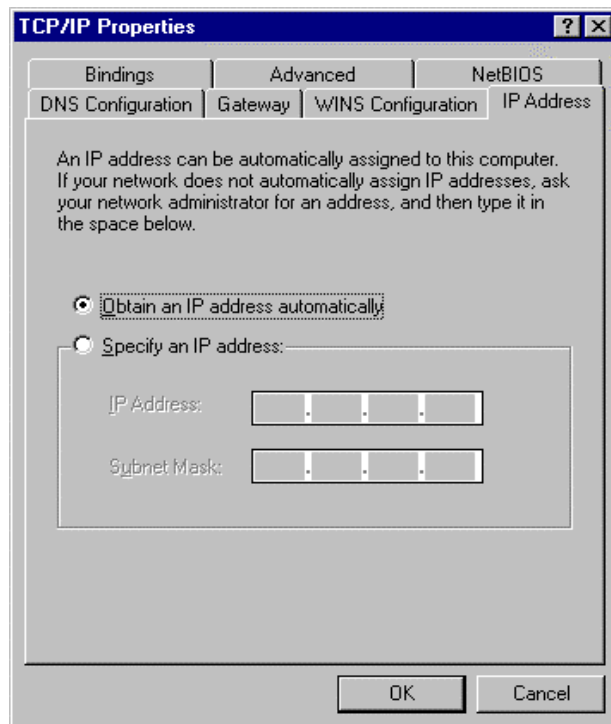 TCP/IP Properties
Bindings Advanced NetBIOS
DNS Configuration Gateway WINS Configuration IP Address
An IP address can be automatically assigned to this computer.
If your network does not automatically assign IP addresses, ask
your network administrator for an address, and then type it in
the space below.
Obtain an IP address automatically
Specify an IP address:
IP Address:
Subnet Mask:
OK Cancel